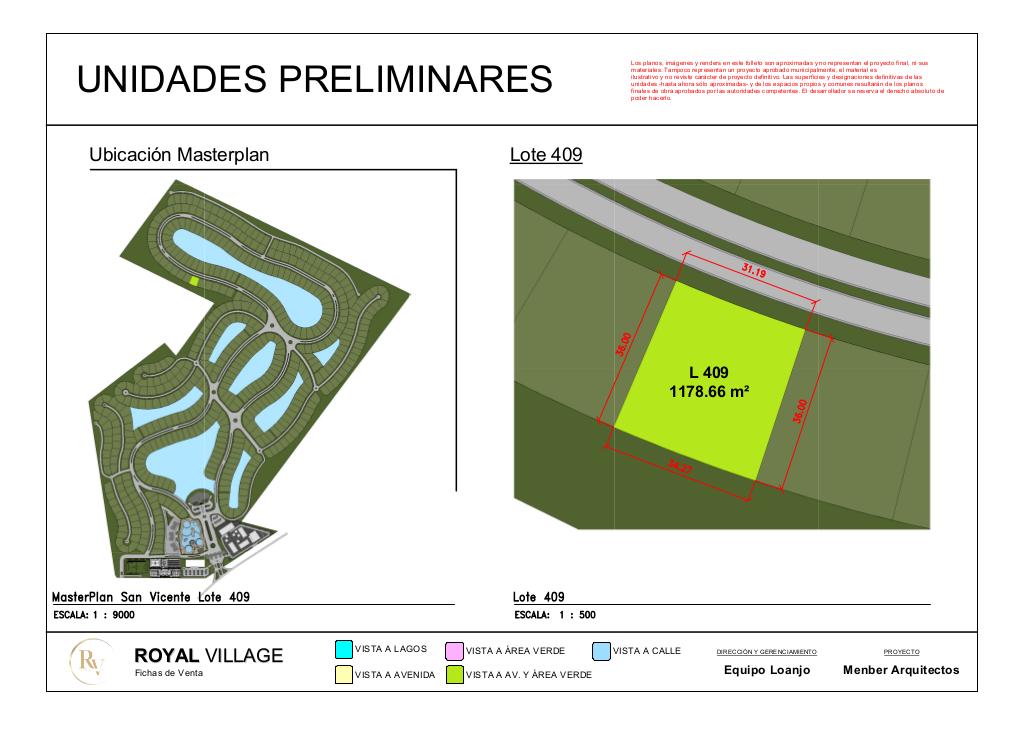 UNIDADES PRELIMINARES
Los planos, imágenes y renders en este folleto son aproximadas y no representan el proyecto final, ni sus
materiales. Tampoco representan un proyecto aprobado municipalmente, el material es
ilustrativo y no reviste carácter de proyecto definitivo. Las superficies y designaciones definitivas de las
unidades -hasta ahora sólo aproximadas- y de los espacios propios y comunes resultarán de los planos
finales de obra aprobados por las autoridades competentes. El desarrollador se reserva el derecho absoluto de
poder hacerlo.
Ubicación Masterplan
Lote 409
31.19
36.00
L 409
1178.66 m²
36.00
34.27
MasterPlan San Vicente Lote 409
ESCALA: 1 : 9000
Lote 409
ESCALA: 1 : 500
RV
ROYAL VILLAGE
Fichas de Venta
VISTA A LAGOS
VISTA A ÁREA VERDE
VISTA A CALLE
VISTA A AVENIDA
VISTA A AV. Y ÁREA VERDE
DIRECCIÓN Y GERENCIAMIENTO
Equipo Loanjo
PROYECTO
Menber Arquitectos